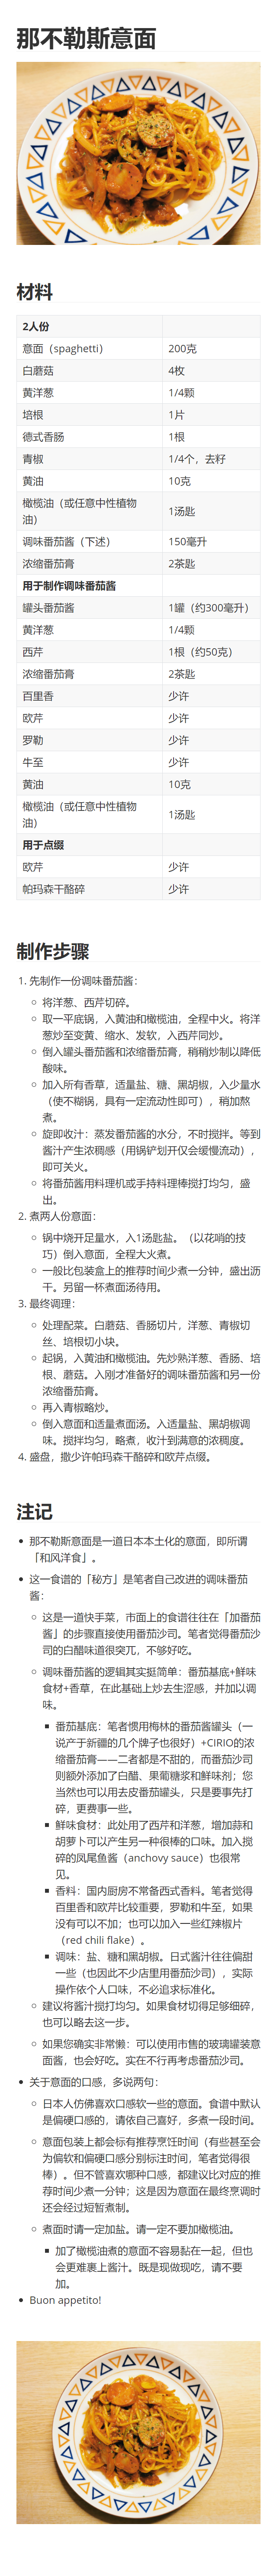 那不勒斯意面
材料
2人份
意面（spaghetti） 200克
白蘑菇 4枚
黄洋葱 1/4颗
培根 1片
德式香肠 1根
青椒 1/4个，去籽
黄油 10克
橄榄油（或任意中性植物
油） 1汤匙
调味番茄酱（下述） 150毫升
浓缩番茄膏 2茶匙
用于制作调味番茄酱
罐头番茄酱 1罐（约300毫升）
黄洋葱 1/4颗
西芹 1根（约50克）
浓缩番茄膏 2茶匙
百里香 少许
欧芹 少许
罗勒 少许
牛至 少许
黄油 10克
橄榄油（或任意中性植物
油） 1汤匙
用于点缀
欧芹 少许
帕玛森干酪碎 少许
制作步骤
1. 先制作一份调味番茄酱：
将洋葱、西芹切碎。
取一平底锅，入黄油和橄榄油，全程中火。将洋
葱炒至变黄、缩水、发软，入西芹同炒。
倒入罐头番茄酱和浓缩番茄膏，稍稍炒制以降低
酸味。
加入所有香草，适量盐、糖、黑胡椒，入少量水
（使不糊锅，具有一定流动性即可），稍加熬
煮。
旋即收汁：蒸发番茄酱的水分，不时搅拌。等到
酱汁产生浓稠感（用锅铲划开仅会缓慢流动），
即可关火。
将番茄酱用料理机或手持料理棒搅打均匀，盛
出。
2. 煮两人份意面：
锅中烧开足量水，入1汤匙盐。（以花哨的技
巧）倒入意面，全程大火煮。
一般比包装盒上的推荐时间少煮一分钟，盛出沥
干。另留一杯煮面汤待用。
3. 最终调理：
处理配菜。白蘑菇、香肠切片，洋葱、青椒切
丝、培根切小块。
起锅，入黄油和橄榄油。先炒熟洋葱、香肠、培
根、蘑菇。入刚才准备好的调味番茄酱和另一份
浓缩番茄膏。
再入青椒略炒。
倒入意面和适量煮面汤。入适量盐、黑胡椒调
味。搅拌均匀，略煮，收汁到满意的浓稠度。
4. 盛盘，撒少许帕玛森干酪碎和欧芹点缀。
注记
那不勒斯意面是一道日本本土化的意面，即所谓
「和风洋食」。
这一食谱的「秘方」是笔者自己改进的调味番茄
酱：
这是一道快手菜，市面上的食谱往往在「加番茄
酱」的步骤直接使用番茄沙司。笔者觉得番茄沙
司的白醋味道很突兀，不够好吃。
调味番茄酱的逻辑其实挺简单：番茄基底+鲜味
食材+香草，在此基础上炒去生涩感，并加以调
味。
番茄基底：笔者惯用梅林的番茄酱罐头（一
说产于新疆的几个牌子也很好）+CIRIO的浓
缩番茄膏——二者都是不甜的，而番茄沙司
则额外添加了白醋、果葡糖浆和鲜味剂；您
当然也可以用去皮番茄罐头，只是要事先打
碎，更费事一些。
鲜味食材：此处用了西芹和洋葱，增加蒜和
胡萝卜可以产生另一种很棒的口味。加入搅
碎的凤尾鱼酱（anchovy sauce）也很常
见。
香料：国内厨房不常备西式香料。笔者觉得
百里香和欧芹比较重要，罗勒和牛至，如果
没有可以不加；也可以加入一些红辣椒片
（red chili flake）。
调味：盐、糖和黑胡椒。日式酱汁往往偏甜
一些（也因此不少店里用番茄沙司），实际
操作依个人口味，不必追求标准化。
建议将酱汁搅打均匀。如果食材切得足够细碎，
也可以略去这一步。
如果您确实非常懒：可以使用市售的玻璃罐装意
面酱，也会好吃。实在不行再考虑番茄沙司。
关于意面的口感，多说两句：
日本人仿佛喜欢口感软一些的意面。食谱中默认
是偏硬口感的，请依自己喜好，多煮一段时间。
意面包装上都会标有推荐烹饪时间（有些甚至会
为偏软和偏硬口感分别标注时间，笔者觉得很
棒）。但不管喜欢哪种口感，都建议比对应的推
荐时间少煮一分钟；这是因为意面在最终烹调时
还会经过短暂煮制。
煮面时请一定加盐。请一定不要加橄榄油。
加了橄榄油煮的意面不容易黏在一起，但也
会更难裹上酱汁。既是现做现吃，请不要
加。
Buon appetito!